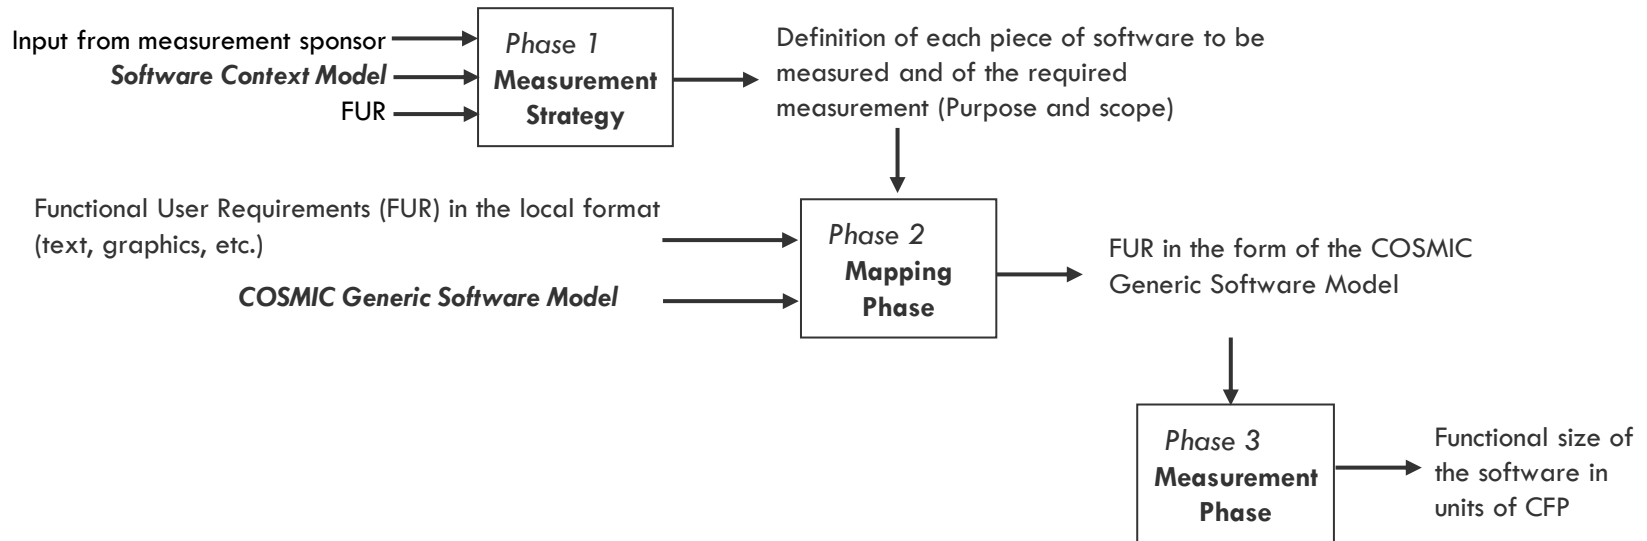 Input from measurement sponsor
Software Context Model
FUR
Phase 1
Measurement
Strategy
Definition of each piece of software to be
measured and of the required
measurement (Purpose and scope)
Functional User Requirements (FUR) in the local format
(text, graphics, etc.)
COSMIC Generic Software Model
Phase 2
Mapping
Phase
FUR in the form of the COSMIC
Generic Software Model
Phase 3
Measurement
Phase
Functional size of
the software in
units of CFP